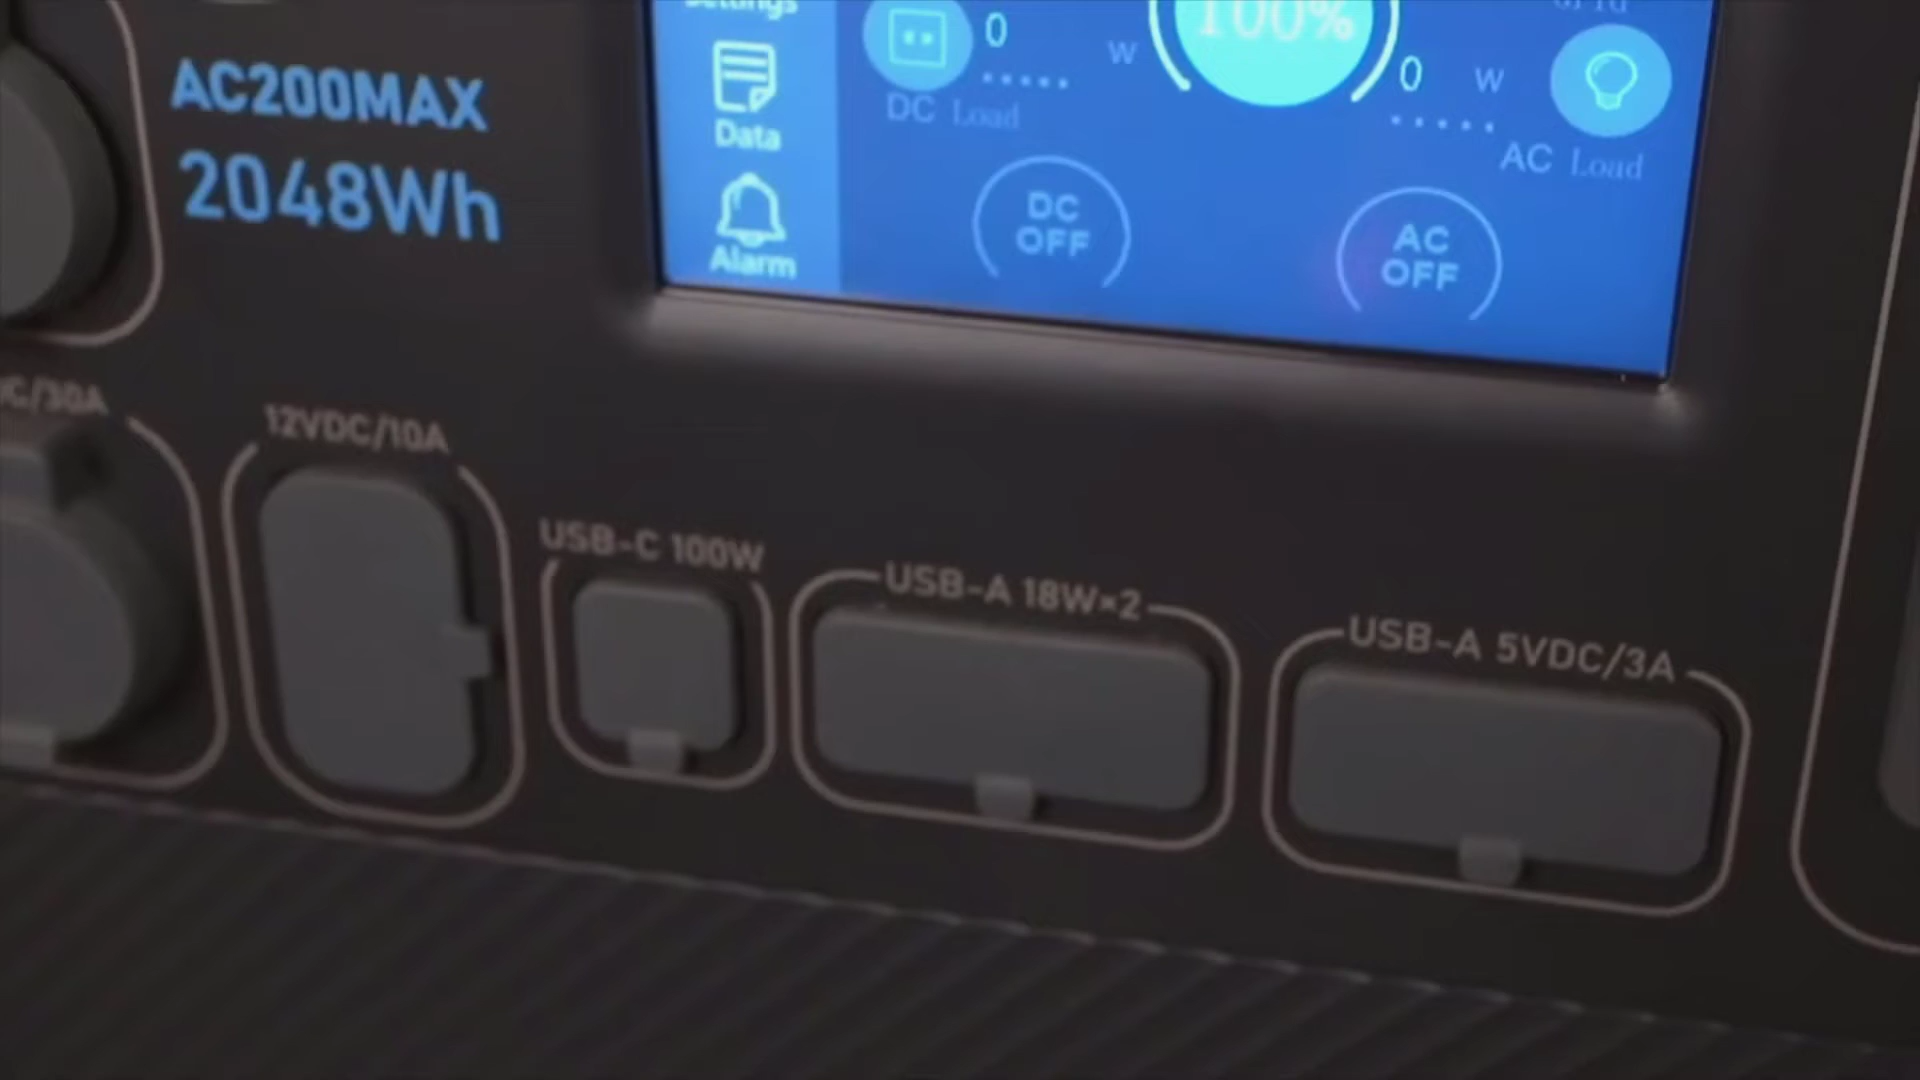 AC200MAX
2048Wh
Settings
Data
Alarm
0 W
DC Load
100%
0 W
Grid
AC Load
DC
OFF
AC
OFF
C/30A
12VDC/10A
USB-C 100W
USB-A 18W×2
USB-A 5VDC/3A